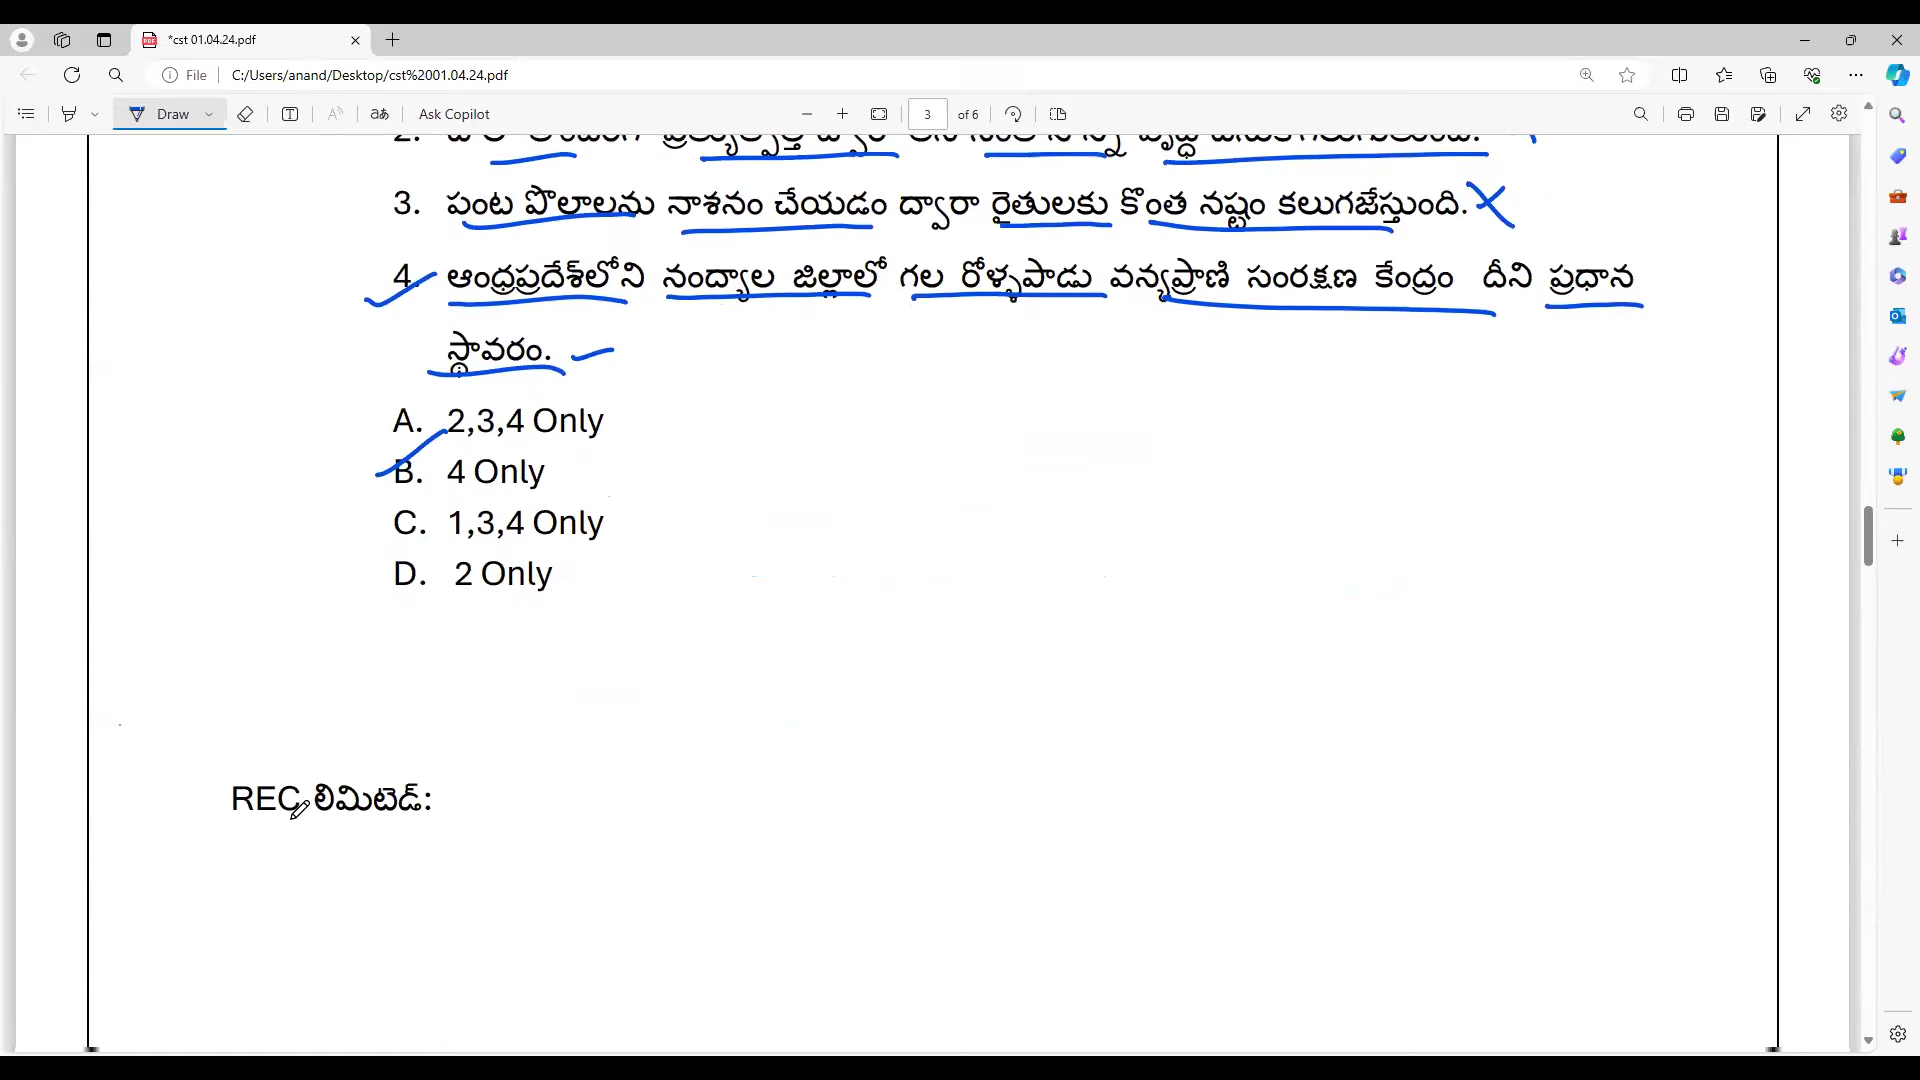 *cst 01.04.24.pdf
File C:/Users/anand/Desktop/cst%2001.04.24.pdf
Draw Ask Copilot 3 of 6
2.
3. పంట పొలాలను నాశనం చేయడం ద్వారా రైతులకు కొంత నష్టం కలుగజేస్తుంది.
4. ఆంధ్రప్రదేశ్‌లోని నంద్యాల జిల్లాలో గల రోళ్ళపాడు వన్యప్రాణి సంరక్షణ కేంద్రం దీని ప్రధాన
స్థావరం.
A. 2,3,4 Only
B. 4 Only
C. 1,3,4 Only
D. 2 Only
REC లిమిటెడ్: